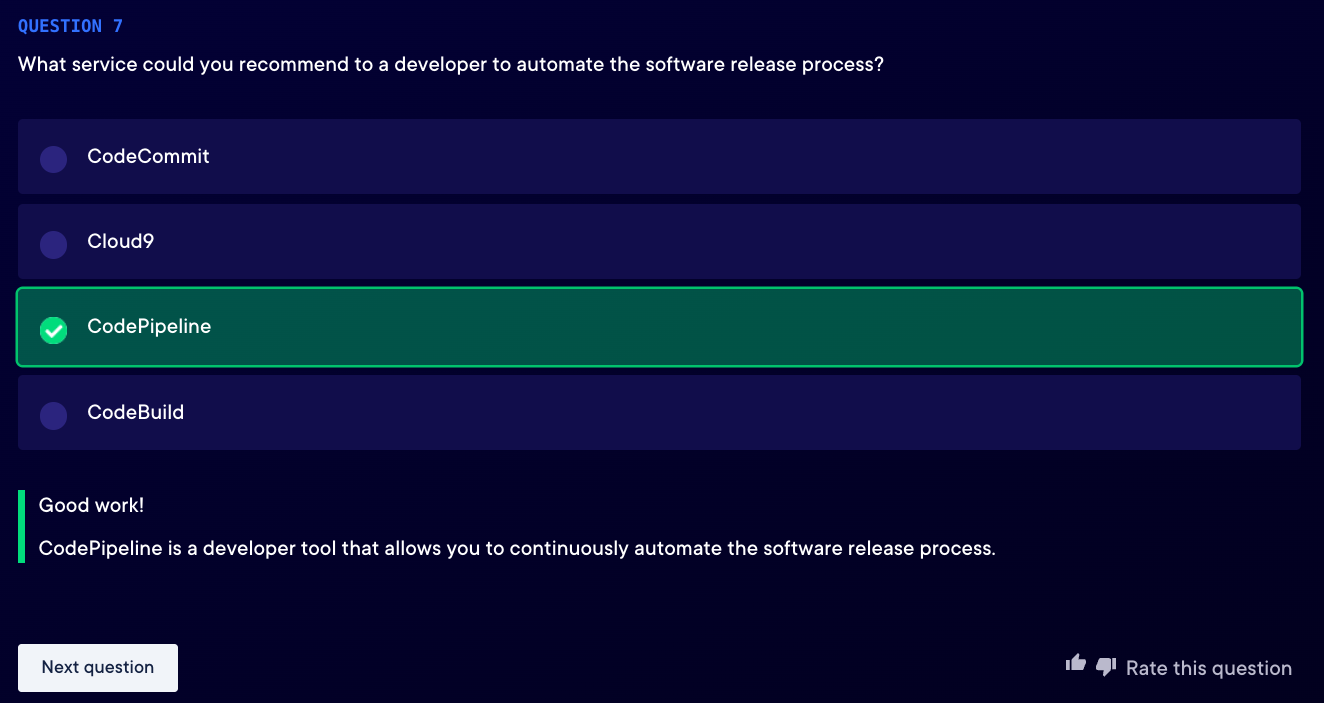 QUESTION 7
What service could you recommend to a developer to automate the software release process?
CodeCommit
Cloud9
CodePipeline
CodeBuild
Good work!
CodePipeline is a developer tool that allows you to continuously automate the software release process.
Next question
Rate this question